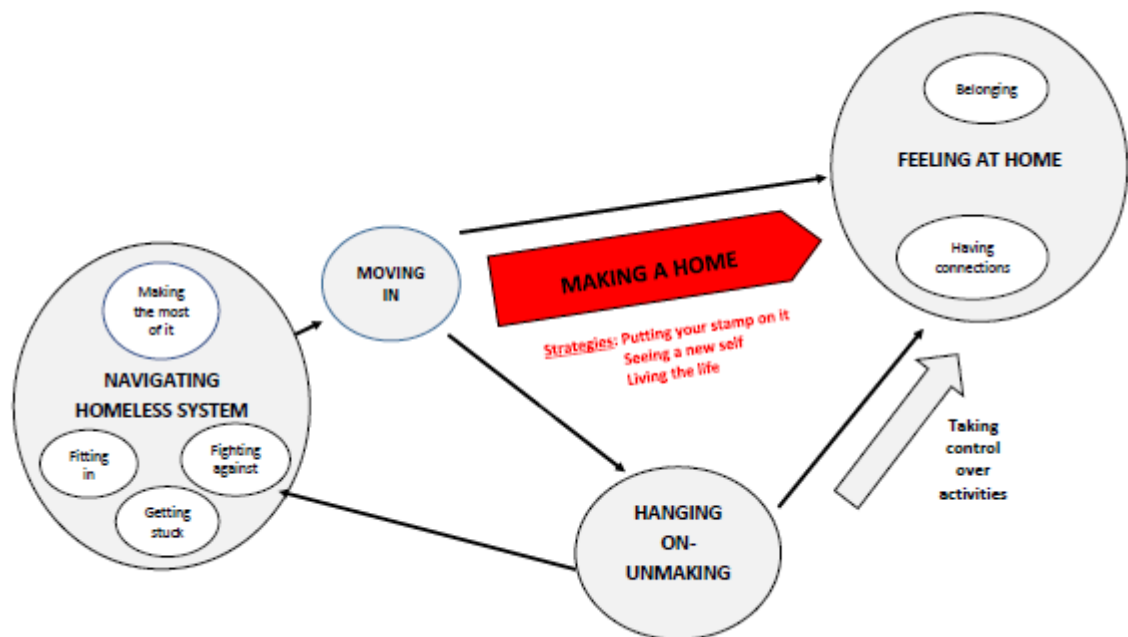 Belonging
FEELING AT HOME
Having
connections
MOVING
IN
MAKING A HOME
Strategies: Putting your stamp on it
Seeing a new self
Living the life
Making
the most
of it
NAVIGATING
HOMELESS SYSTEM
Fitting
in
Fighting
against
Getting
stuck
HANGING
ON-
UNMAKING
Taking
control
over
activities